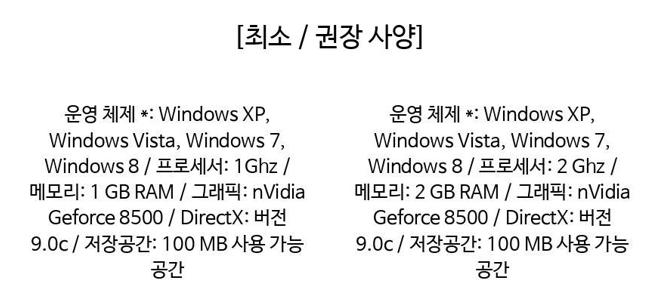 [최소 / 권장 사양]
운영 체제 *: Windows XP,
Windows Vista, Windows 7,
Windows 8 / 프로세서: 1Ghz /
메모리: 1 GB RAM / 그래픽: nVidia
Geforce 8500 / DirectX: 버전
9.0c / 저장공간: 100 MB 사용 가능
공간
운영 체제 *: Windows XP,
Windows Vista, Windows 7,
Windows 8 / 프로세서: 2 Ghz /
메모리: 2 GB RAM / 그래픽: nVidia
Geforce 8500 / DirectX: 버전
9.0c / 저장공간: 100 MB 사용 가능
공간